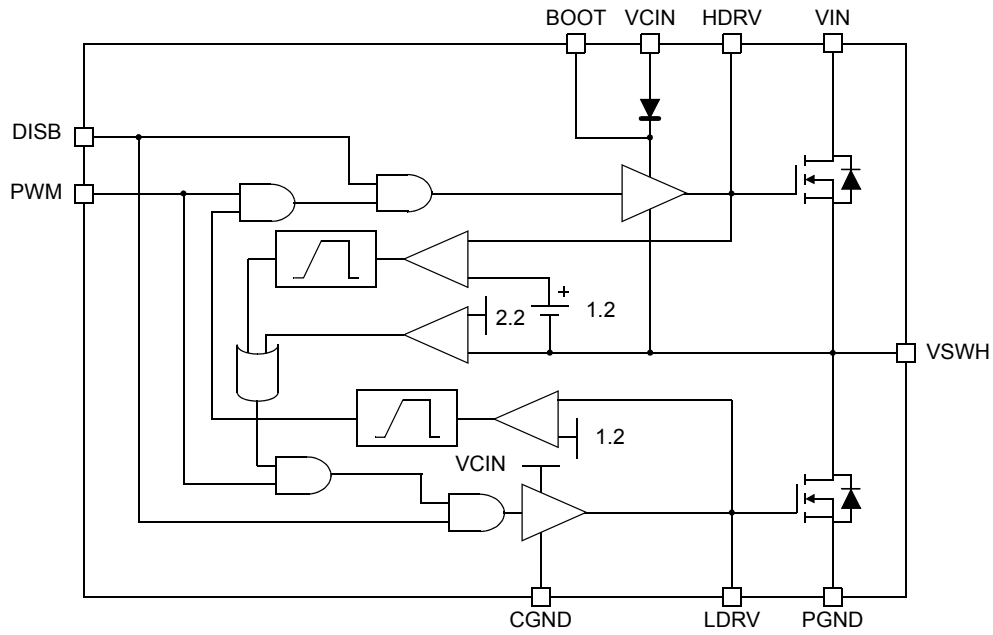 BOOT VCIN HDRV VIN
DISB
PWM
+
1.2
2.2
VSWH
1.2
VCIN
CGND LDRV PGND